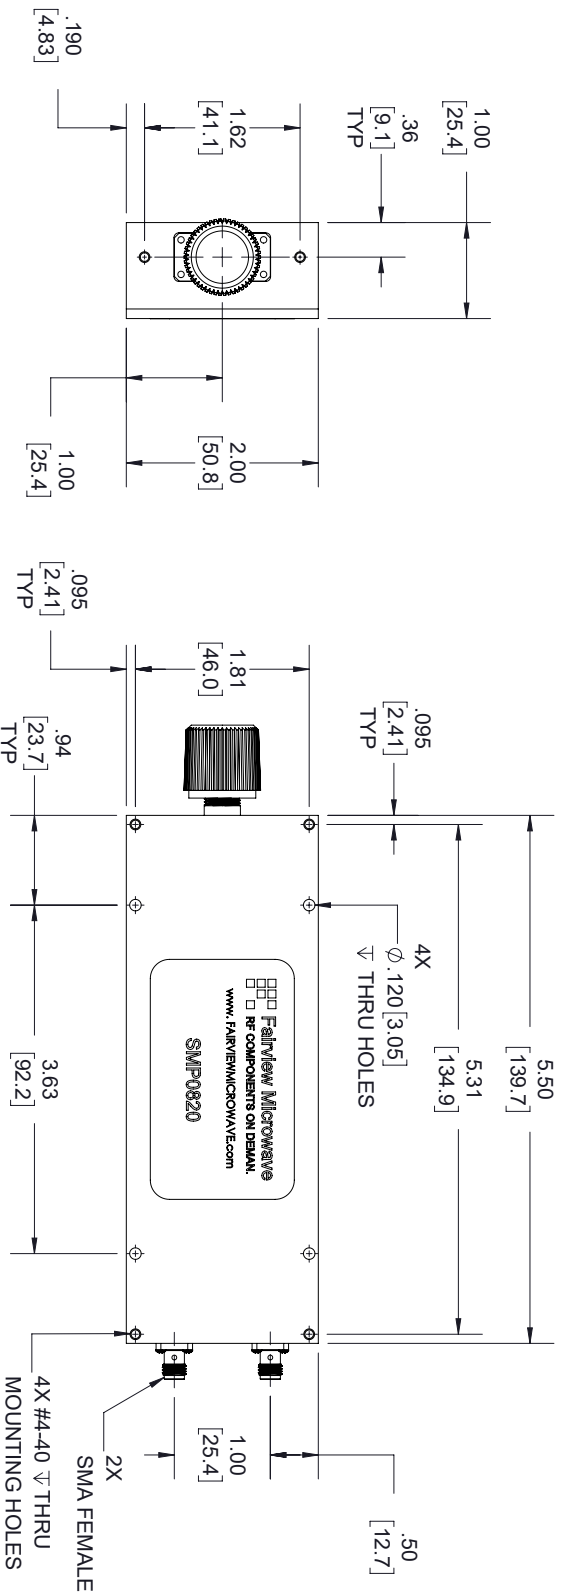 5.50
[139.7]
5.31
[134.9]
.095
[2.41]
TYP
4X
Ø.120 [3.05]
↧ THRU HOLES
.50
[12.7]
1.00
[25.4]
1.81
[46.0]
Fairview Microwave
RF COMPONENTS ON DEMAN.
www.FAIRVIEWMICROWAVE.com
SMP0820
2X
SMA FEMALE
4X #4-40 ↧ THRU
MOUNTING HOLES
.095
[2.41]
TYP
.94
[23.7]
TYP
3.63
[92.2]
1.00
[25.4]
.36
[9.1]
TYP
1.62
[41.1]
.190
[4.83]
2.00
[50.8]
1.00
[25.4]